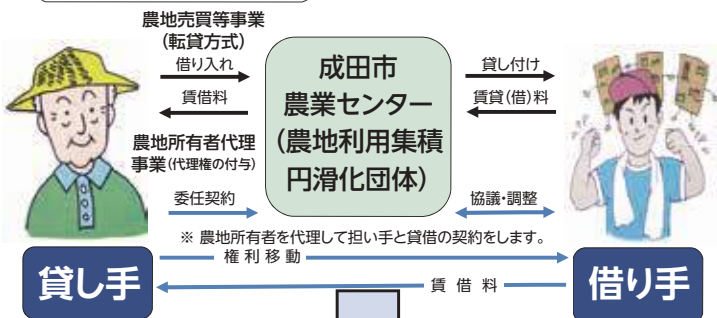 農地売買等事業
(転貸方式)
借り入れ
賃借料
農地所有者代理
事業(代理権の付与)
委任契約
成田市
農業センター
(農地利用集積
円滑化団体)
貸し付け
賃貸(借)料
協議・調整
※ 農地所有者を代理して担い手と貸借の契約をします。
権利移動
賃借料
貸し手
借り手